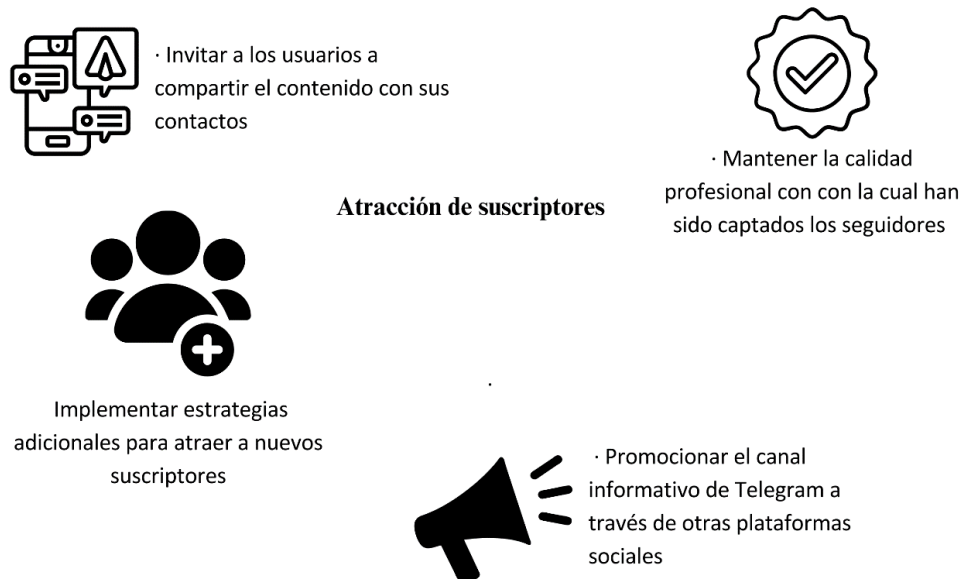 · Invitar a los usuarios a
compartir el contenido con sus
contactos
· Mantener la calidad
profesional con con la cual han
sido captados los seguidores
Atracción de suscriptores
Implementar estrategias
adicionales para atraer a nuevos
suscriptores
·
· Promocionar el canal
informativo de Telegram a
través de otras plataformas
sociales